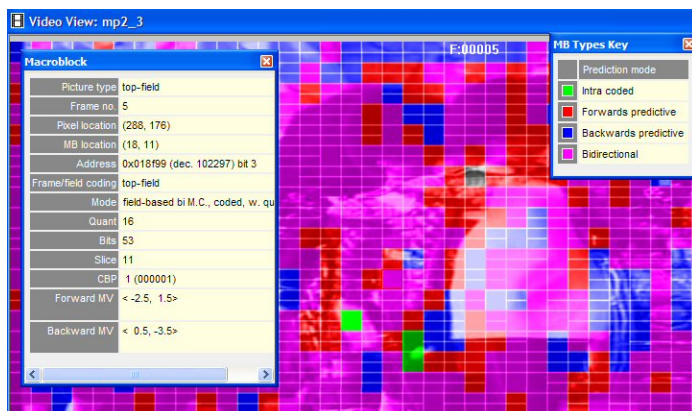 Video View: mp2_3
F:00005
Macroblock
Picture type top-field
Frame no. 5
Pixel location (288, 176)
MB location (18, 11)
Address 0x018f99 (dec. 102297) bit 3
Frame/field coding top-field
Mode field-based bi M.C., coded, w. qu
Quant 16
Bits 53
Slice 11
CBP 1 (000001)
Forward MV < -2.5, 1.5>
Backward MV < 0.5, -3.5>
MB Types Key
Prediction mode
Intra coded
Forwards predictive
Backwards predictive
Bidirectional